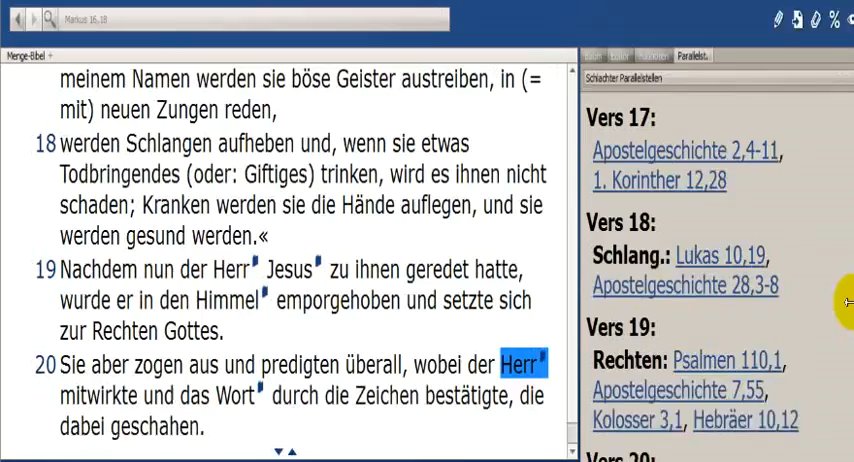 Markus 16,18
Menge-Bibel +
Parallelst.
Schlachter Parallelstellen
meinem Namen werden sie böse Geister austreiben, in (=
mit) neuen Zungen reden,
18 werden Schlangen aufheben und, wenn sie etwas
Todbringendes (oder: Giftiges) trinken, wird es ihnen nicht
schaden; Kranken werden sie die Hände auflegen, und sie
werden gesund werden.«
19 Nachdem nun der Herr Jesus zu ihnen geredet hatte,
wurde er in den Himmel emporgehoben und setzte sich
zur Rechten Gottes.
20 Sie aber zogen aus und predigten überall, wobei der Herr
mitwirkte und das Wort durch die Zeichen bestätigte, die
dabei geschahen.
Vers 17:
Apostelgeschichte 2,4-11,
1. Korinther 12,28
Vers 18:
Schlang.: Lukas 10,19,
Apostelgeschichte 28,3-8
Vers 19:
Rechten: Psalmen 110,1,
Apostelgeschichte 7,55,
Kolosser 3,1, Hebräer 10,12
Vers 20: